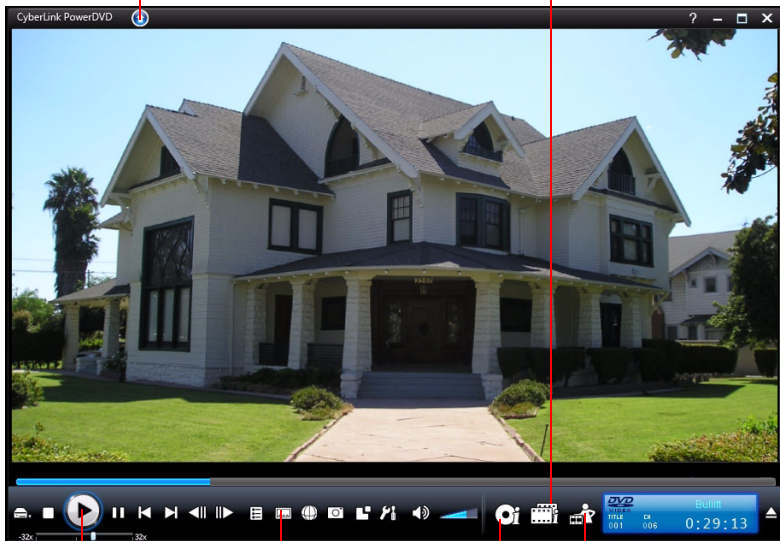 CyberLink PowerDVD
?
DVD
VIDEO
Bullitt
TITLE CH
001 006 0:29:13
-32x 32x